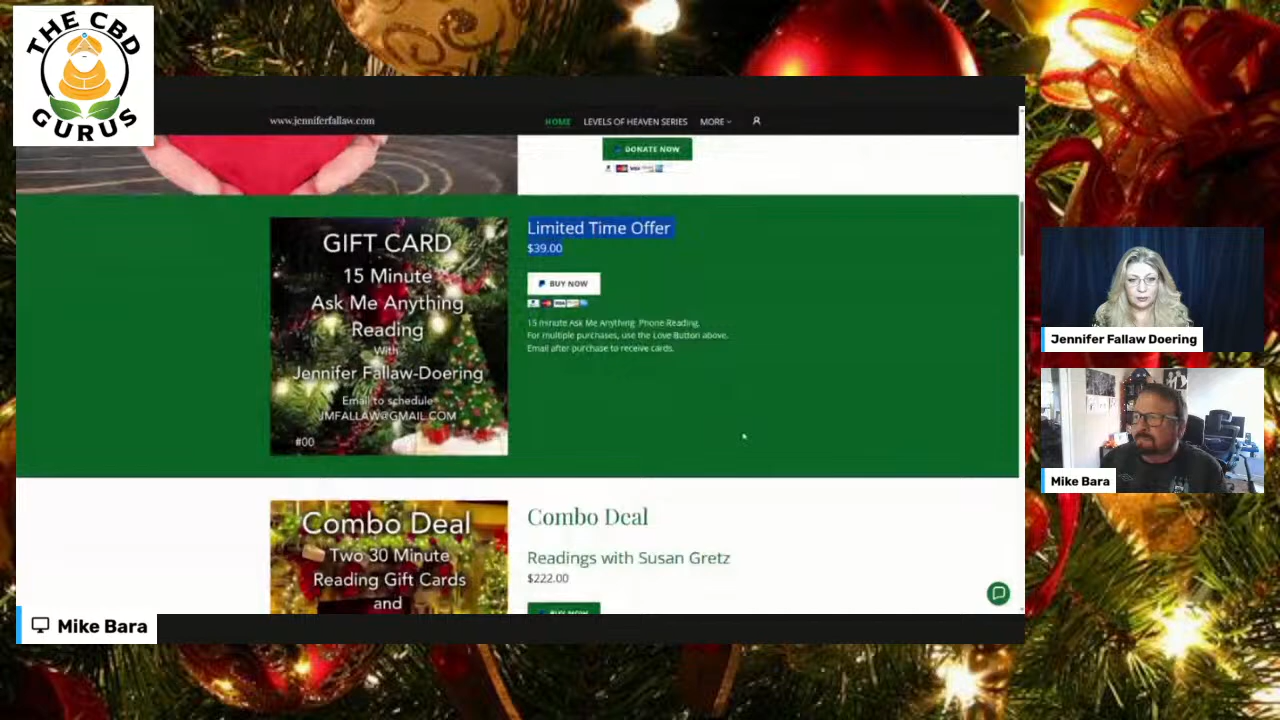 THE CBD
GURUS
www.jenniferfallaw.com
HOME
LEVELS OF HEAVEN SERIES
MORE
DONATE NOW
GIFT CARD
15 Minute
Ask Me Anything
Reading
With
Jennifer Fallaw-Doering
Email to schedule
JMFALLAW@GMAIL.COM
#00
Limited Time Offer
$39.00
BUY NOW
15 minute Ask Me Anything Phone Reading.
For multiple purchases, use the Love Button above.
Email after purchase to receive cards.
Combo Deal
Two 30 Minute
Reading Gift Cards
and
Combo Deal
Readings with Susan Gretz
$222.00
BUY NOW
Jennifer Fallaw Doering
Mike Bara
Mike Bara